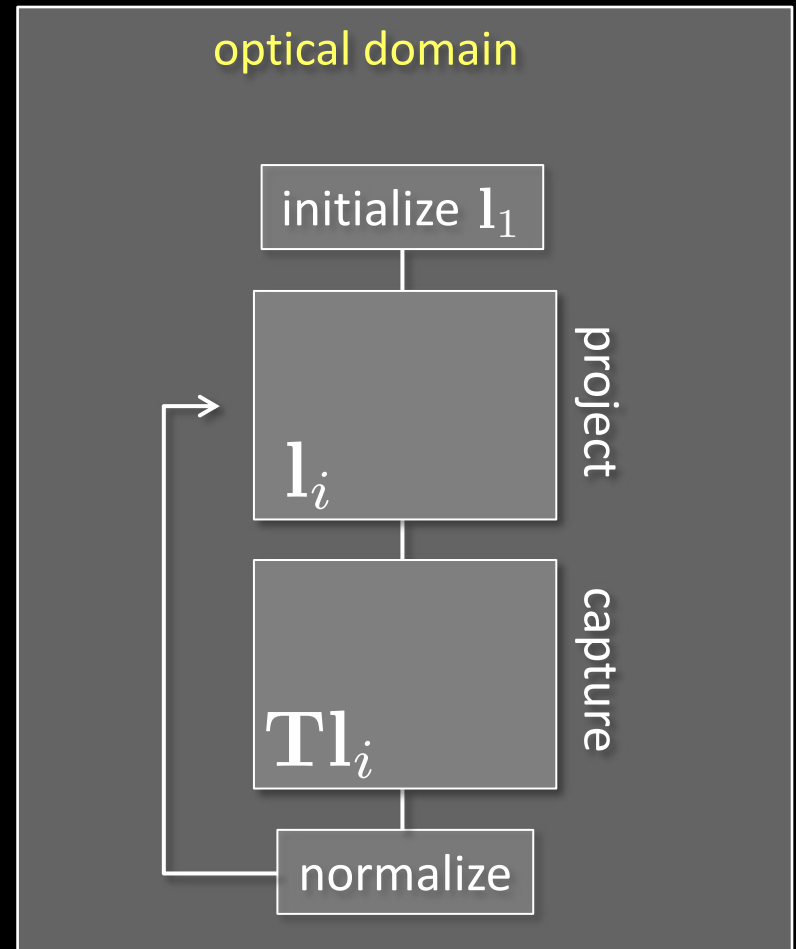 optical domain
initialize l₁
project
lᵢ
capture
Tlᵢ
normalize